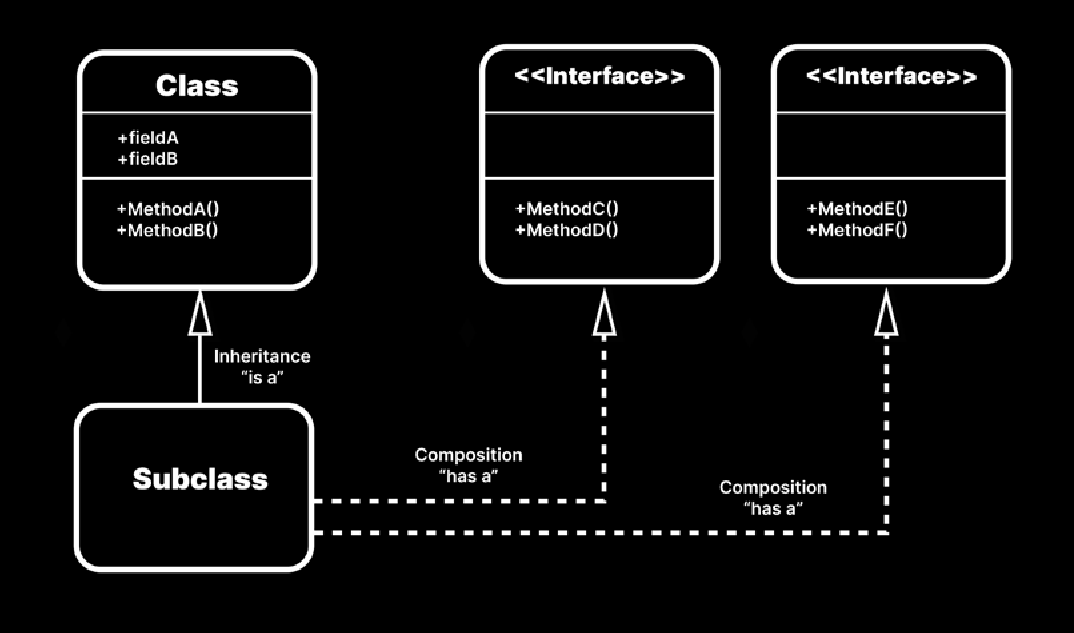 Class
+fieldA
+fieldB
+MethodA()
+MethodB()
<<Interface>>
+MethodC()
+MethodD()
<<Interface>>
+MethodE()
+MethodF()
Inheritance
“is a”
Subclass
Composition
“has a”
Composition
“has a”